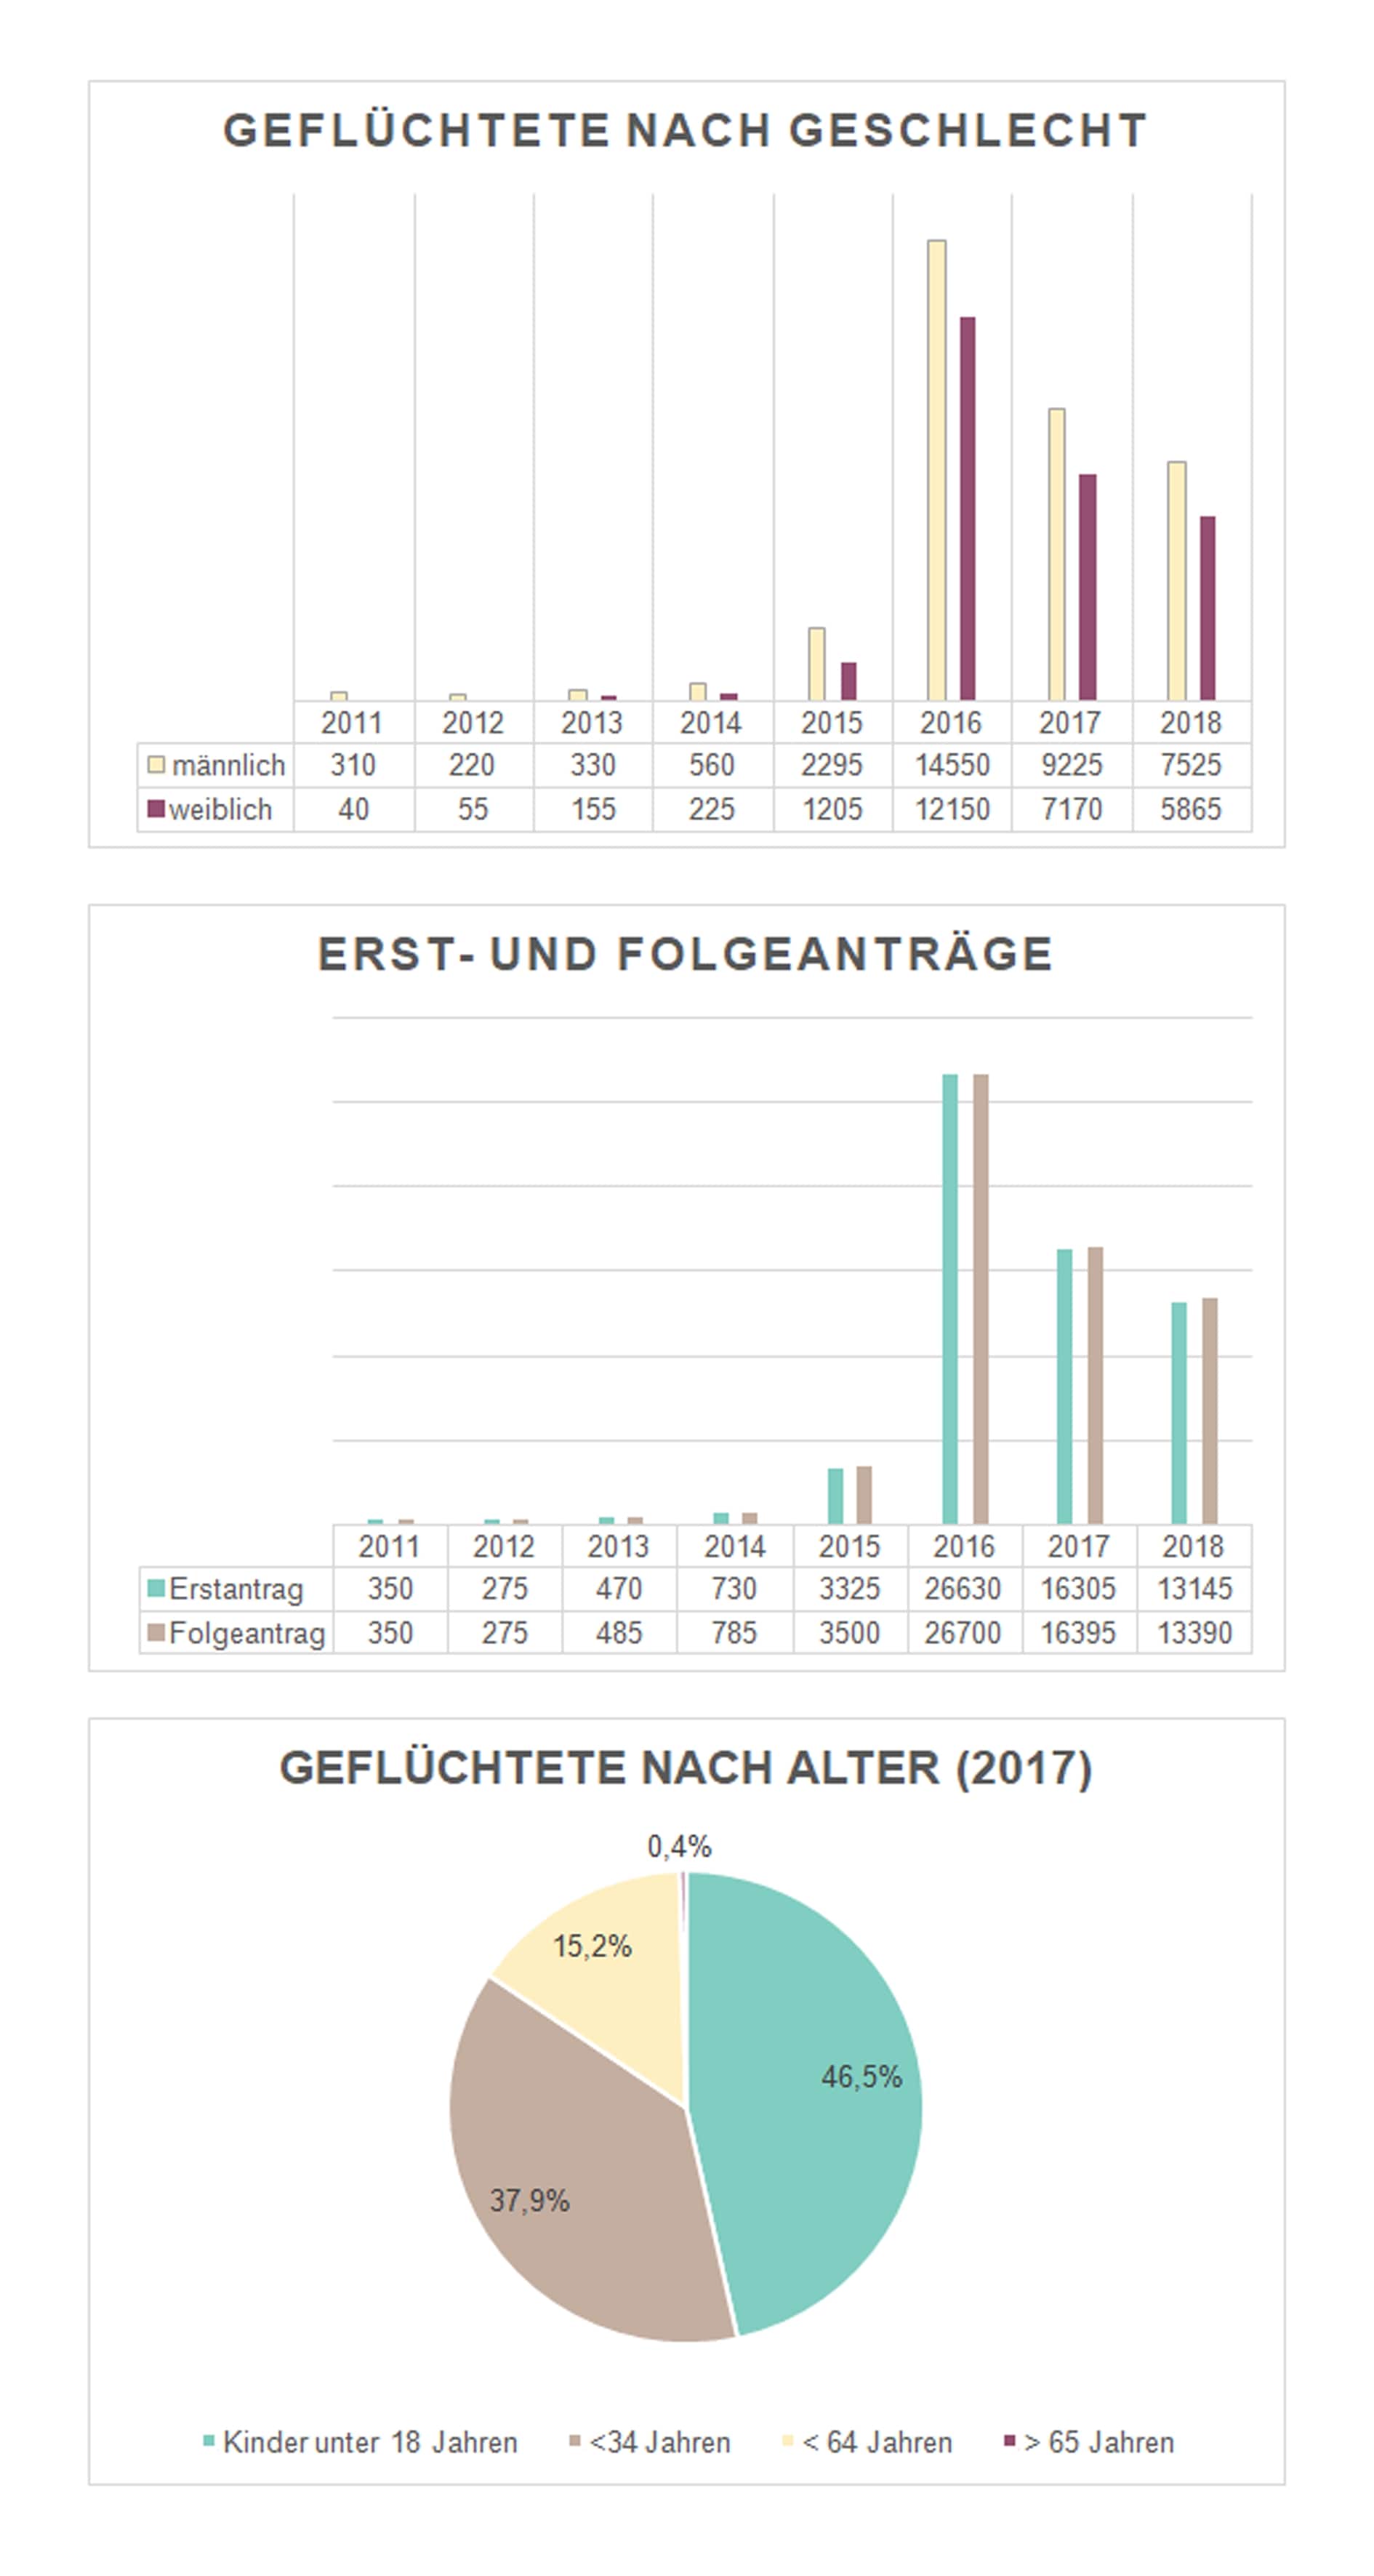 GEFLÜCHTETE NACH GESCHLECHT
2011 2012 2013 2014 2015 2016 2017 2018
männlich 310 220 330 560 2295 14550 9225 7525
weiblich 40 55 155 225 1205 12150 7170 5865
ERST- UND FOLGEANTRÄGE
2011 2012 2013 2014 2015 2016 2017 2018
Erstantrag 350 275 470 730 3325 26630 16305 13145
Folgeantrag 350 275 485 785 3500 26700 16395 13390
GEFLÜCHTETE NACH ALTER (2017)
0,4%
15,2%
46,5%
37,9%
Kinder unter 18 Jahren <34 Jahren < 64 Jahren > 65 Jahren